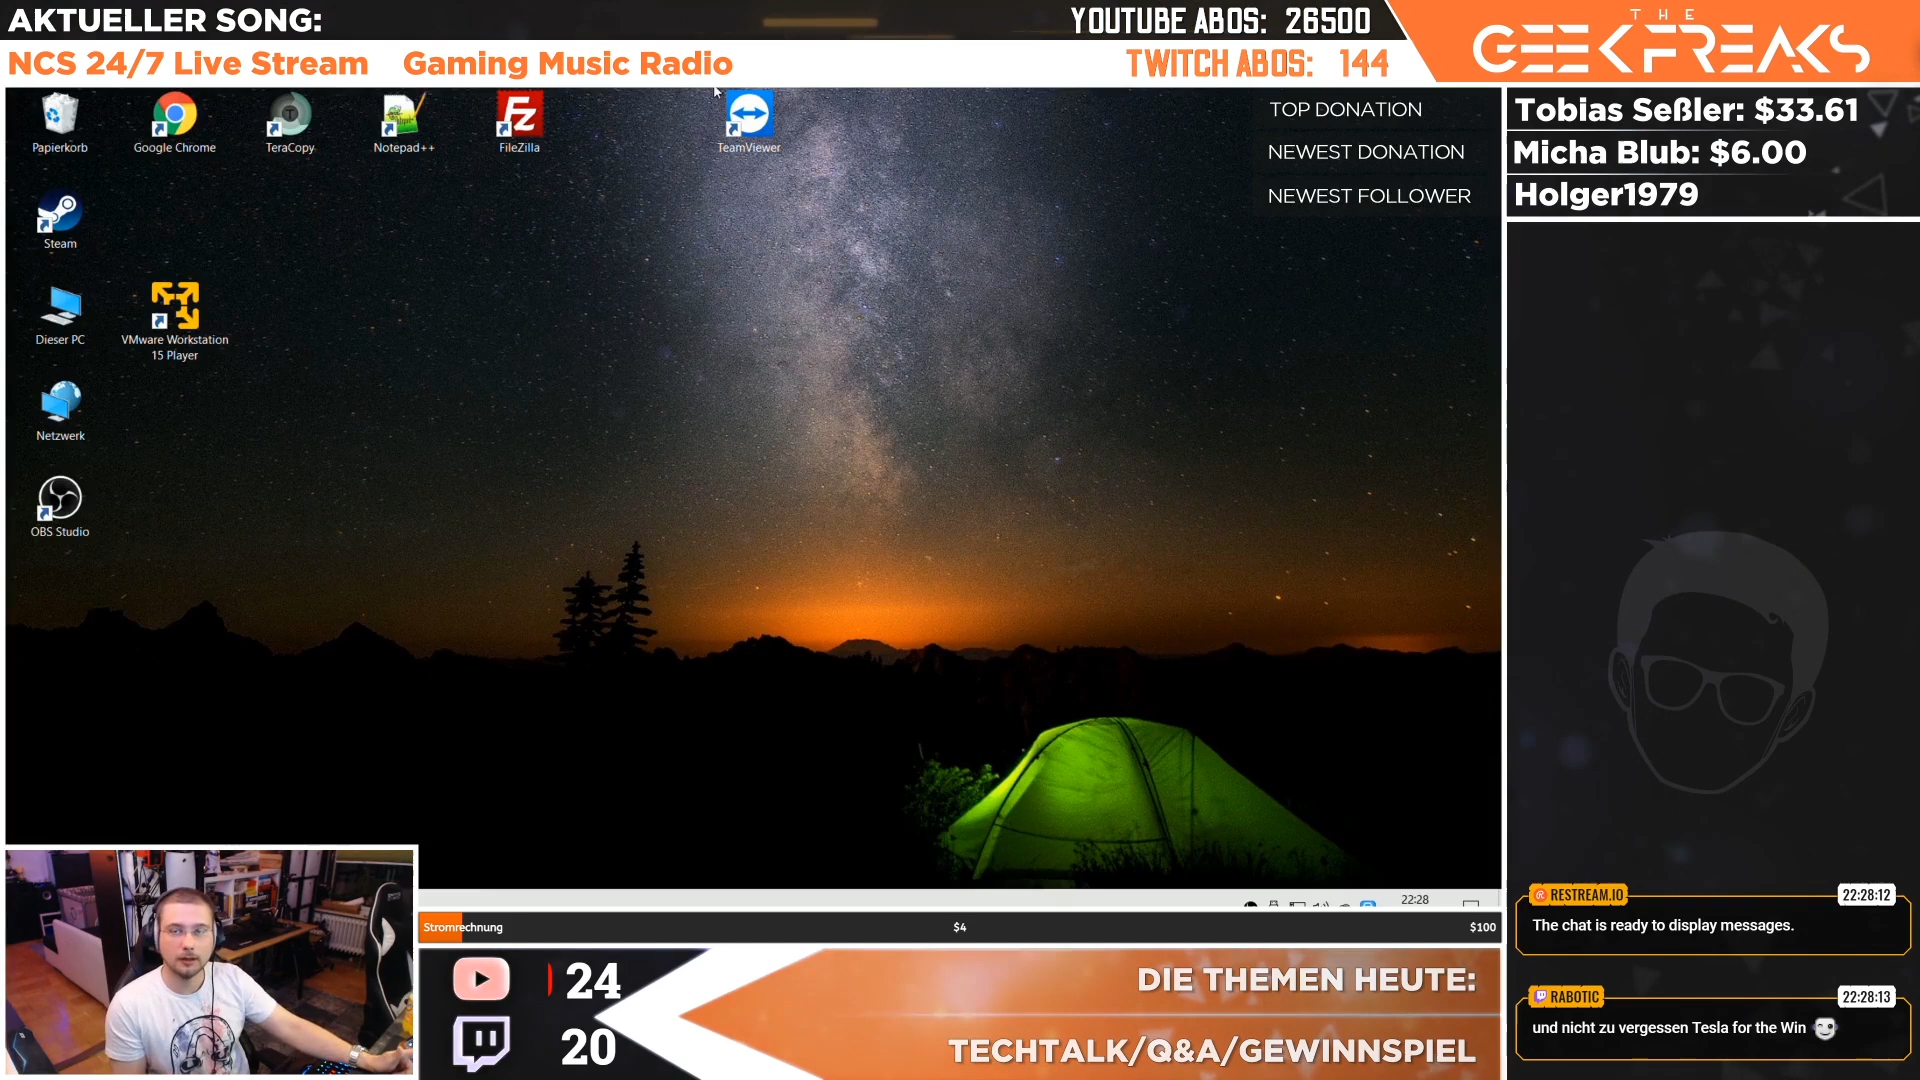 AKTUELLER SONG:
YOUTUBE ABOS: 26500
THE
GEEKFREAKS
NCS 24/7 Live Stream Gaming Music Radio
TWITCH ABOS: 144
TOP DONATION
Tobias Seßler: $33.61
NEWEST DONATION
Micha Blub: $6.00
NEWEST FOLLOWER
Holger1979
Papierkorb
Google Chrome
TeraCopy
Notepad++
FileZilla
TeamViewer
Steam
Dieser PC
VMware Workstation
15 Player
Netzwerk
OBS Studio
22:28
Stromrechnung
$4
$100
24
20
DIE THEMEN HEUTE:
TECHTALK/Q&A/GEWINNSPIEL
RESTREAM.IO
22:28:12
The chat is ready to display messages.
RABOTIC
22:28:13
und nicht zu vergessen Tesla for the Win